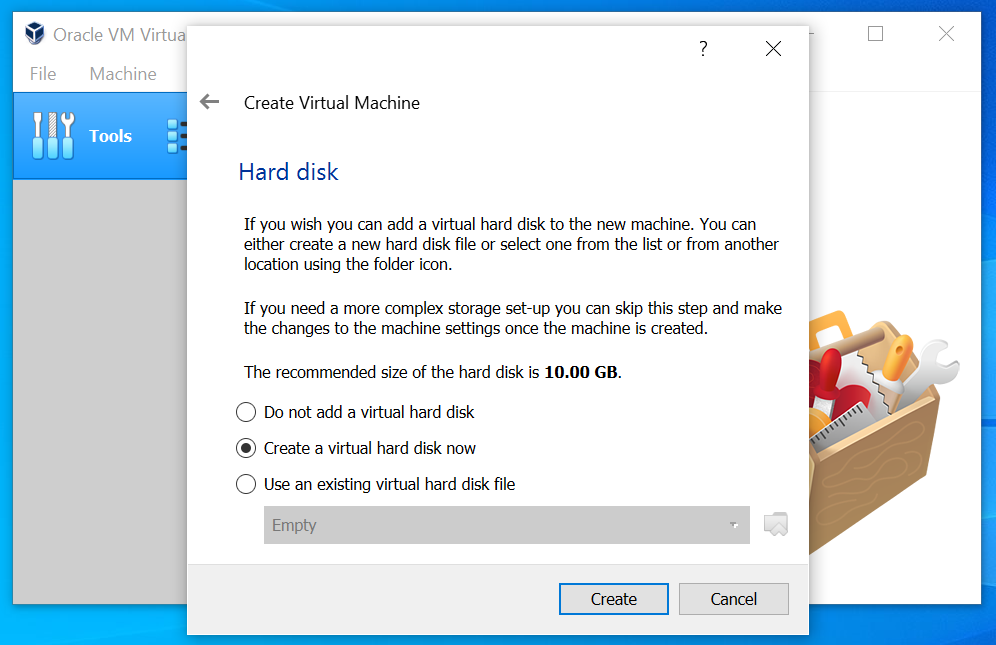 Oracle VM Virtua
File Machine
Tools
?
Create Virtual Machine
Hard disk
If you wish you can add a virtual hard disk to the new machine. You can
either create a new hard disk file or select one from the list or from another
location using the folder icon.
If you need a more complex storage set-up you can skip this step and make
the changes to the machine settings once the machine is created.
The recommended size of the hard disk is 10.00 GB.
Do not add a virtual hard disk
Create a virtual hard disk now
Use an existing virtual hard disk file
Empty
Create Cancel